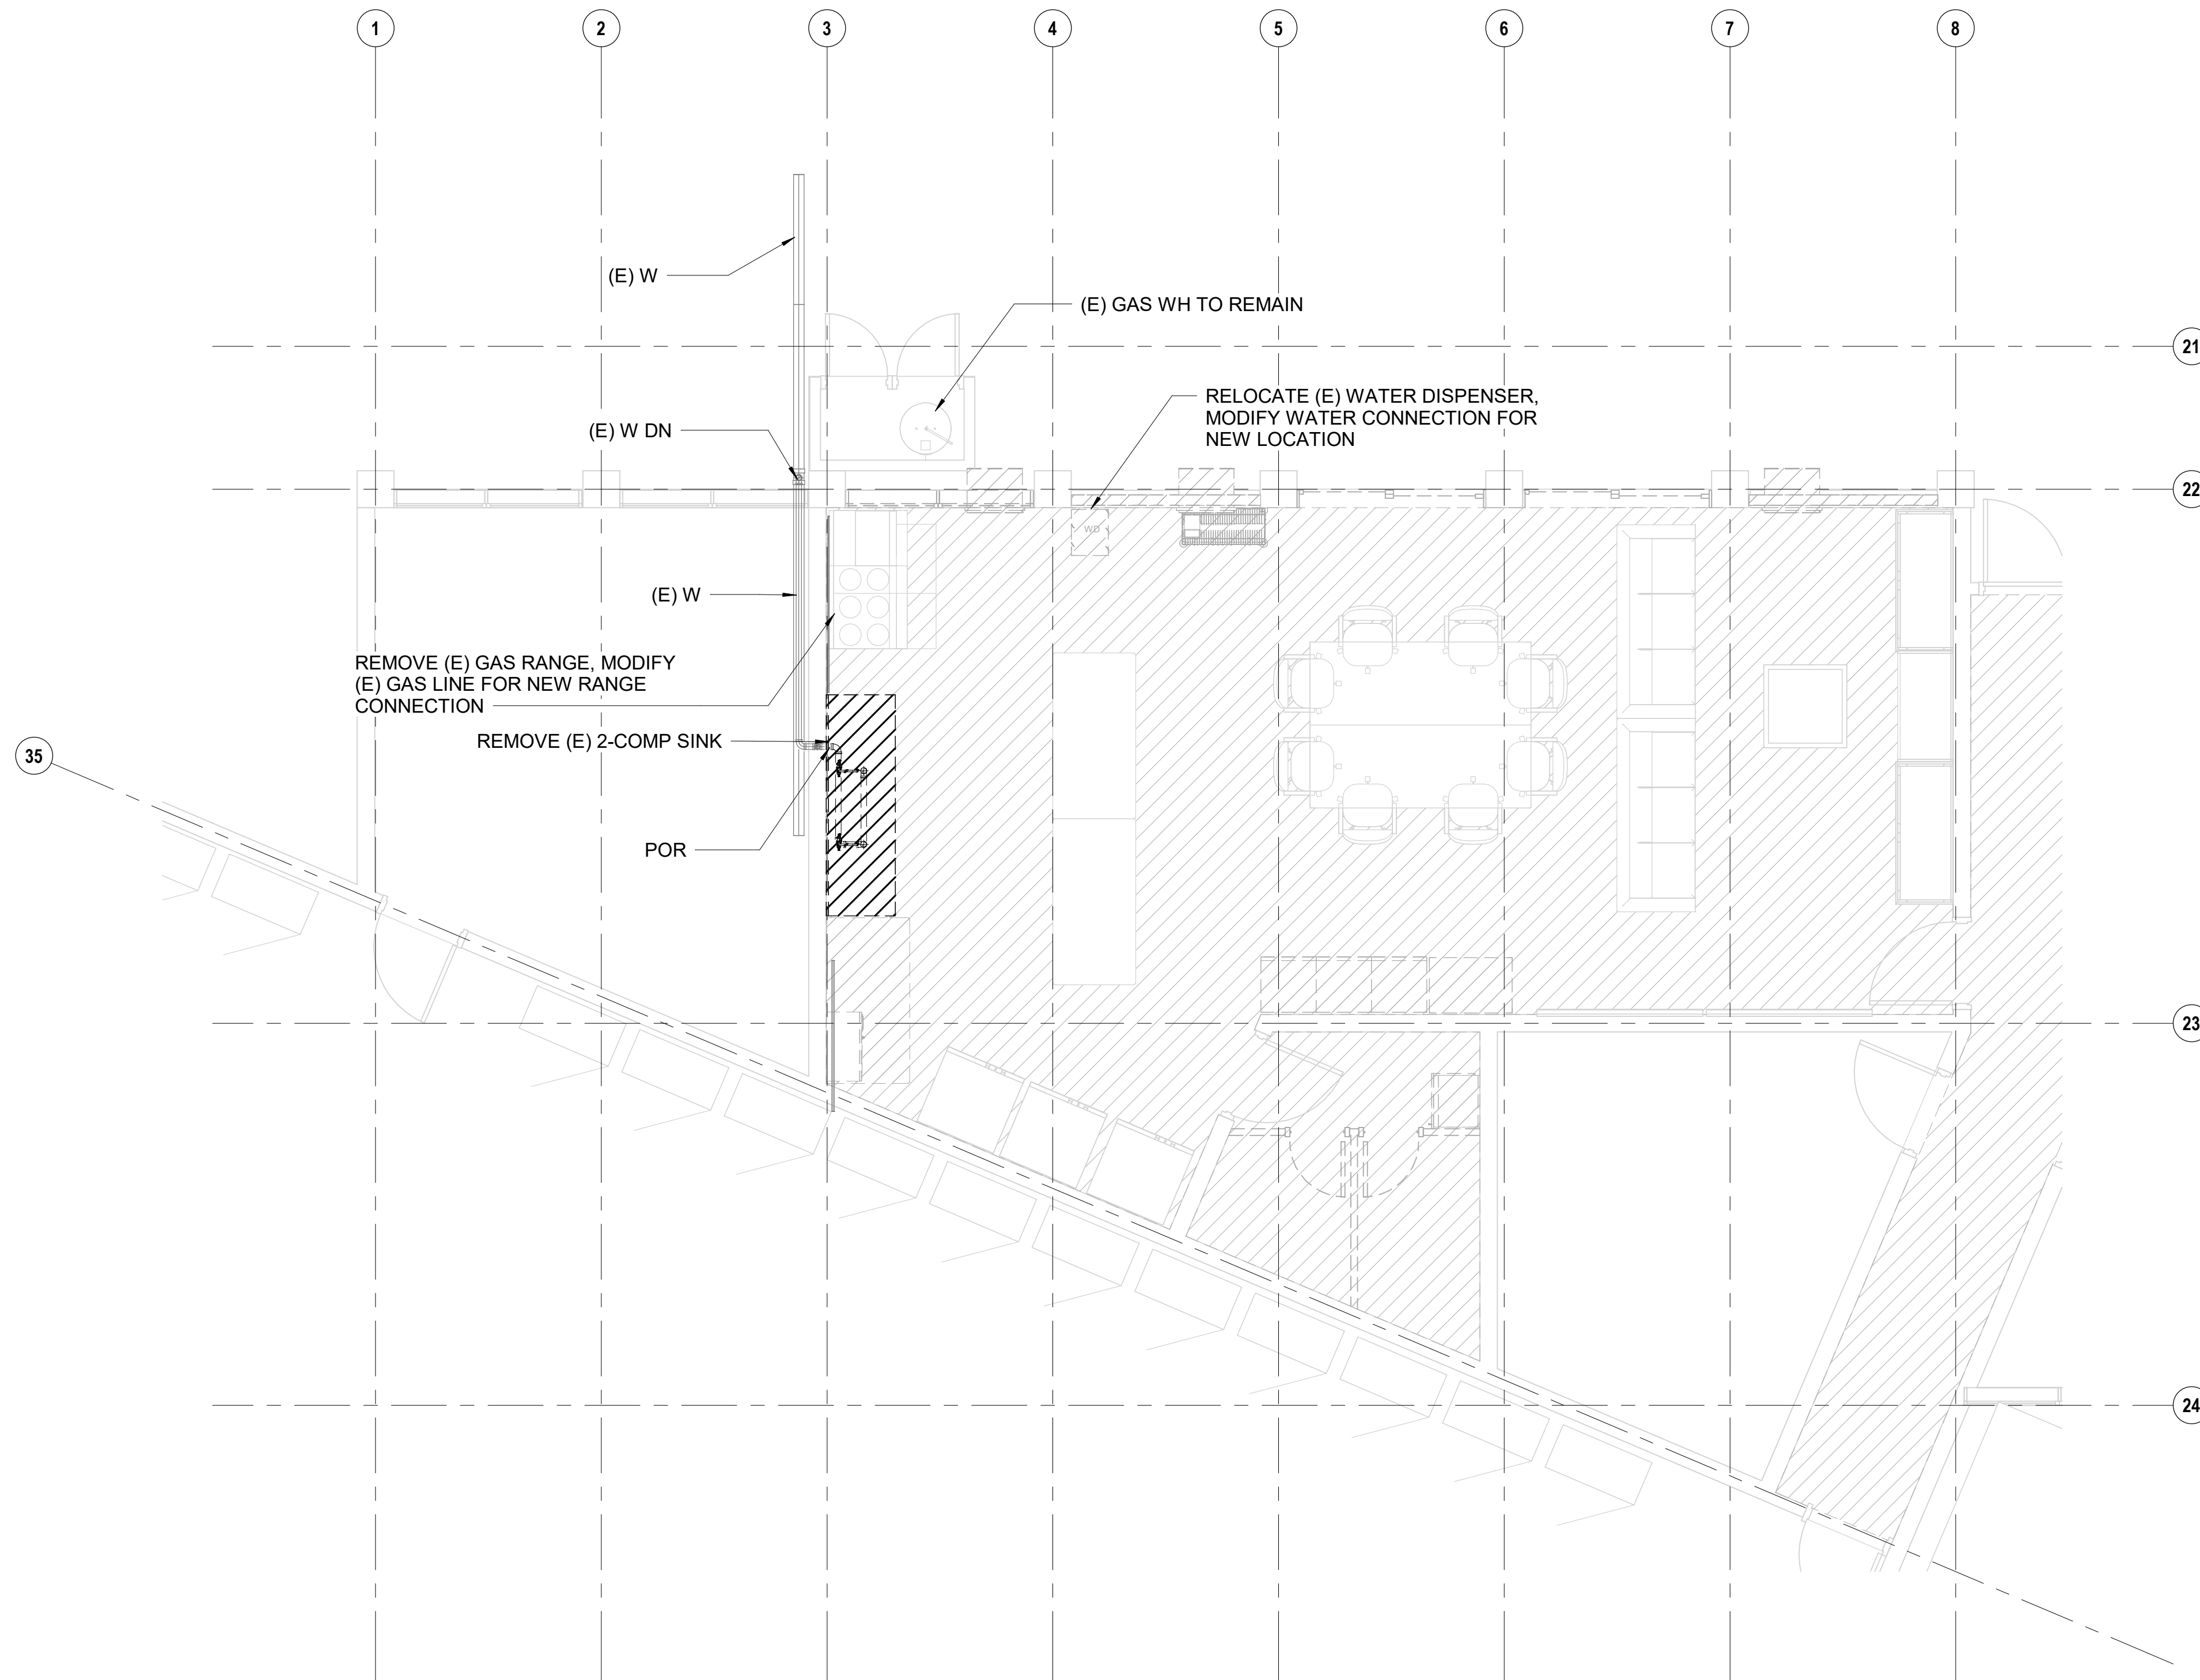 1
2
3
4
5
6
7
8
(E) W
(E) GAS WH TO REMAIN
21
RELOCATE (E) WATER DISPENSER,
MODIFY WATER CONNECTION FOR
NEW LOCATION
(E) W DN
22
WD
(E) W
REMOVE (E) GAS RANGE, MODIFY
(E) GAS LINE FOR NEW RANGE
CONNECTION
REMOVE (E) 2-COMP SINK
35
POR
23
24